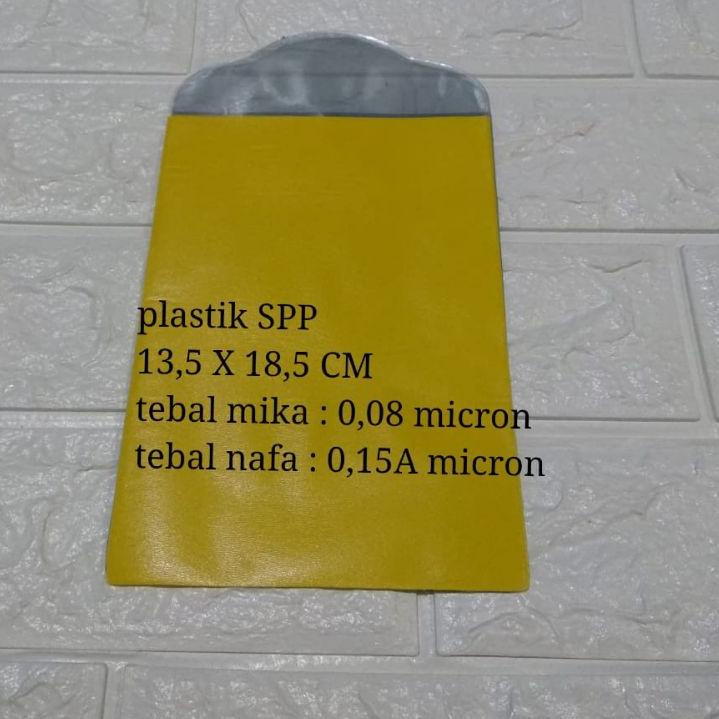 plastik SPP
13,5 X 18,5 CM
tebal mika : 0,08 micron
tebal nafa : 0,15A micron